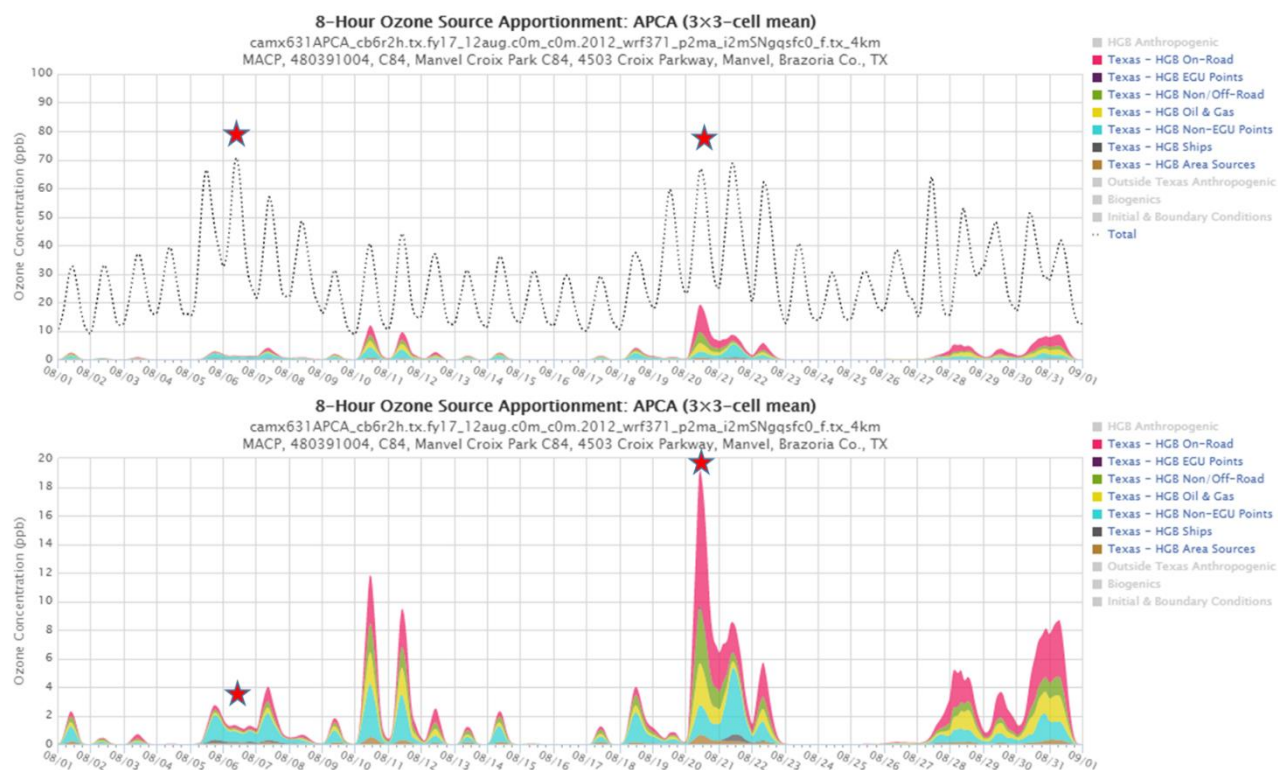 8-Hour Ozone Source Apportionment: APCA (3×3-cell mean)
camx631APCA_cb6r2h.tx.fy17_12aug.c0m_c0m.2012_wrf371_p2ma_i2mSNgqsfc0_f.tx_4km
MACP, 480391004, C84, Manvel Croix Park C84, 4503 Croix Parkway, Manvel, Brazoria Co., TX
Ozone Concentration (ppb)
100
90
80
70
60
50
40
30
20
10
0
08/01 08/02 08/03 08/04 08/05 08/06 08/07 08/08 08/09 08/10 08/11 08/12 08/13 08/14 08/15 08/16 08/17 08/18 08/19 08/20 08/21 08/22 08/23 08/24 08/25 08/26 08/27 08/28 08/29 08/30 08/31 09/01
HGB Anthropogenic
Texas - HGB On-Road
Texas - HGB EGU Points
Texas - HGB Non/Off-Road
Texas - HGB Oil & Gas
Texas - HGB Non-EGU Points
Texas - HGB Ships
Texas - HGB Area Sources
Outside Texas Anthropogenic
Biogenics
Initial & Boundary Conditions
Total
8-Hour Ozone Source Apportionment: APCA (3×3-cell mean)
camx631APCA_cb6r2h.tx.fy17_12aug.c0m_c0m.2012_wrf371_p2ma_i2mSNgqsfc0_f.tx_4km
MACP, 480391004, C84, Manvel Croix Park C84, 4503 Croix Parkway, Manvel, Brazoria Co., TX
Ozone Concentration (ppb)
20
18
16
14
12
10
8
6
4
2
0
08/01 08/02 08/03 08/04 08/05 08/06 08/07 08/08 08/09 08/10 08/11 08/12 08/13 08/14 08/15 08/16 08/17 08/18 08/19 08/20 08/21 08/22 08/23 08/24 08/25 08/26 08/27 08/28 08/29 08/30 08/31 09/01
HGB Anthropogenic
Texas - HGB On-Road
Texas - HGB EGU Points
Texas - HGB Non/Off-Road
Texas - HGB Oil & Gas
Texas - HGB Non-EGU Points
Texas - HGB Ships
Texas - HGB Area Sources
Outside Texas Anthropogenic
Biogenics
Initial & Boundary Conditions